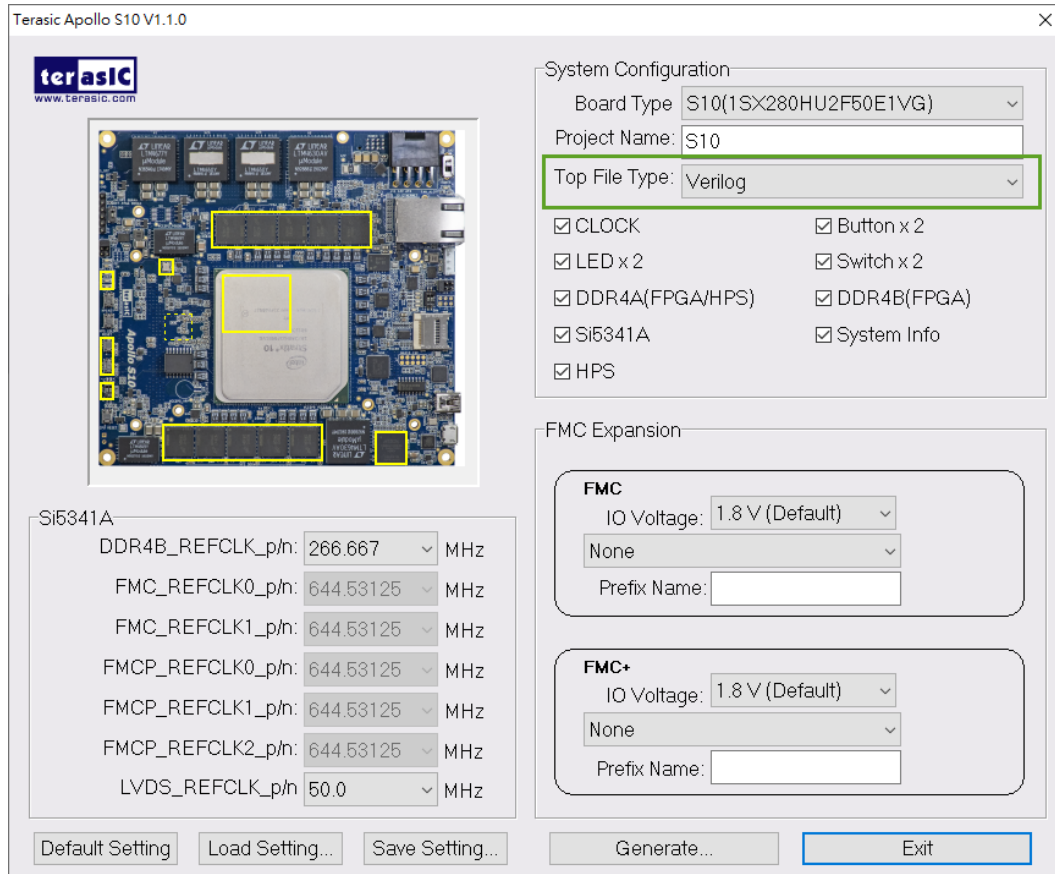 Terasic Apollo S10 V1.1.0
terasIC
www.terasic.com
Apollo S10
System Configuration
Board Type S10(1SX280HU2F50E1VG)
Project Name: S10
Top File Type: Verilog
CLOCK Button x 2
LED x 2 Switch x 2
DDR4A(FPGA/HPS) DDR4B(FPGA)
Si5341A System Info
HPS
Si5341A
DDR4B_REFCLK_p/n: 266.667 MHz
FMC_REFCLK0_p/n: 644.53125 MHz
FMC_REFCLK1_p/n: 644.53125 MHz
FMCP_REFCLK0_p/n: 644.53125 MHz
FMCP_REFCLK1_p/n: 644.53125 MHz
FMCP_REFCLK2_p/n: 644.53125 MHz
LVDS_REFCLK_p/n 50.0 MHz
FMC Expansion
FMC
IO Voltage: 1.8 V (Default)
None
Prefix Name:
FMC+
IO Voltage: 1.8 V (Default)
None
Prefix Name:
Default Setting Load Setting... Save Setting... Generate... Exit